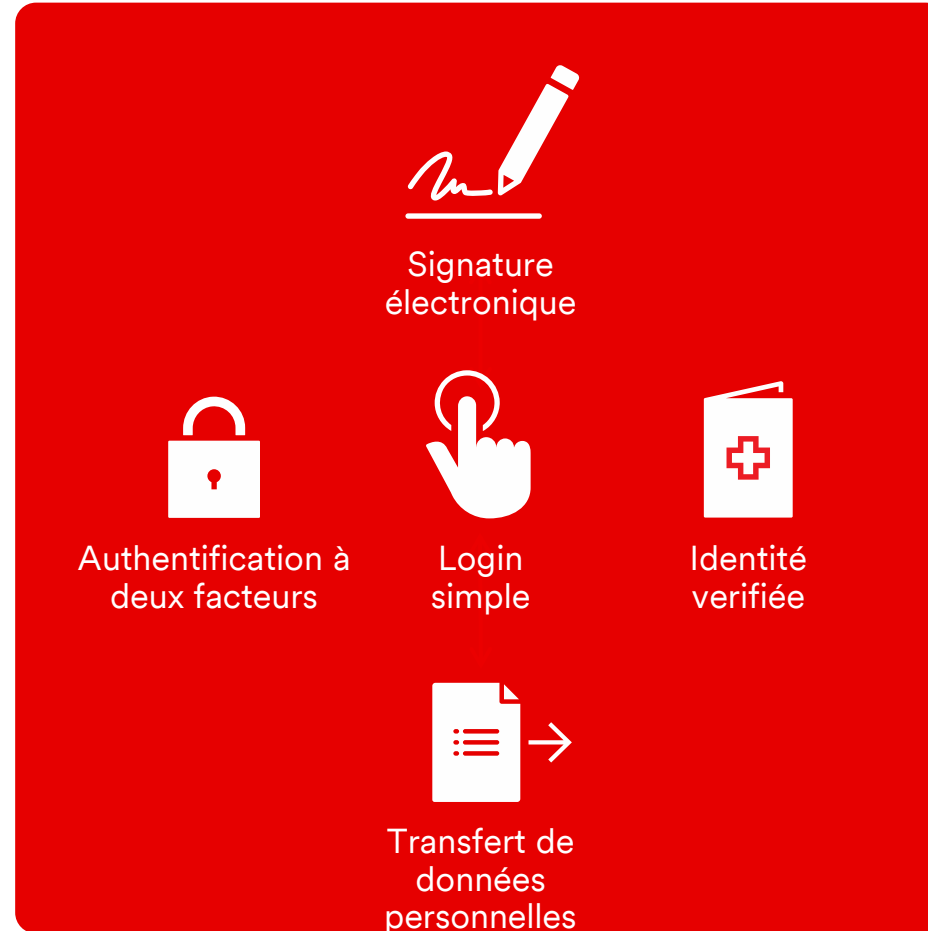 Signature
électronique
Authentification à
deux facteurs
Login
simple
Identité
verifiée
Transfert de
données
personnelles